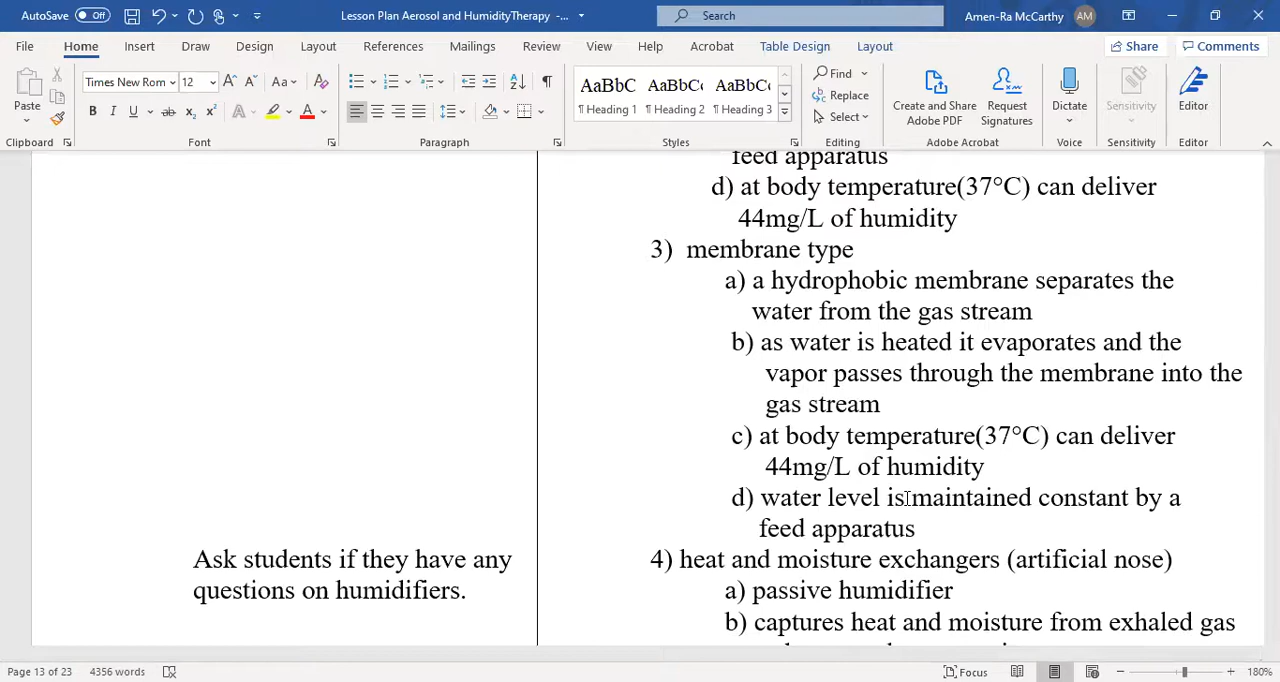 AutoSave Off Lesson Plan Aerosol and HumidityTherapy -... Search Amen-Ra McCarthy AM
File Home Insert Draw Design Layout References Mailings Review View Help Acrobat Table Design Layout Share Comments
Times New Rom 12 A A Aa A AaBbC AaBbCc AaBbCc Find
Paste B I U ab x₂ x² A A ¶ Heading 1 ¶ Heading 2 ¶ Heading 3 Replace Create and Share Request Dictate Sensitivity Editor
Select Adobe PDF Signatures
Clipboard Font Paragraph Styles Editing Adobe Acrobat Voice Sensitivity Editor
feed apparatus
d) at body temperature(37°C) can deliver
44mg/L of humidity
3) membrane type
a) a hydrophobic membrane separates the
water from the gas stream
b) as water is heated it evaporates and the
vapor passes through the membrane into the
gas stream
c) at body temperature(37°C) can deliver
44mg/L of humidity
d) water level is maintained constant by a
feed apparatus
Ask students if they have any
questions on humidifiers.
4) heat and moisture exchangers (artificial nose)
a) passive humidifier
b) captures heat and moisture from exhaled gas
Page 13 of 23 4356 words Focus 180%